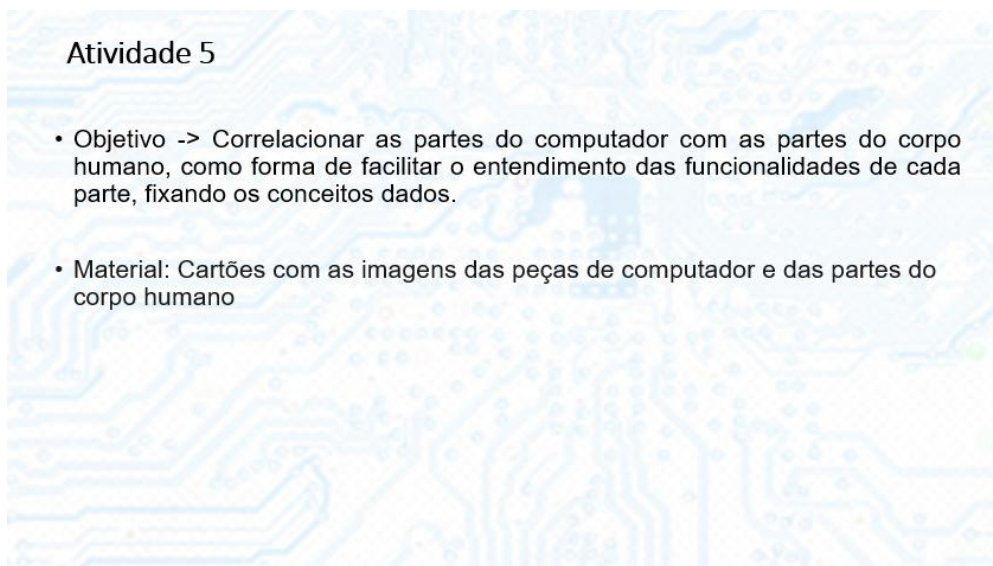 Atividade 5
• Objetivo -> Correlacionar as partes do computador com as partes do corpo
humano, como forma de facilitar o entendimento das funcionalidades de cada
parte, fixando os conceitos dados.
• Material: Cartões com as imagens das peças de computador e das partes do
corpo humano